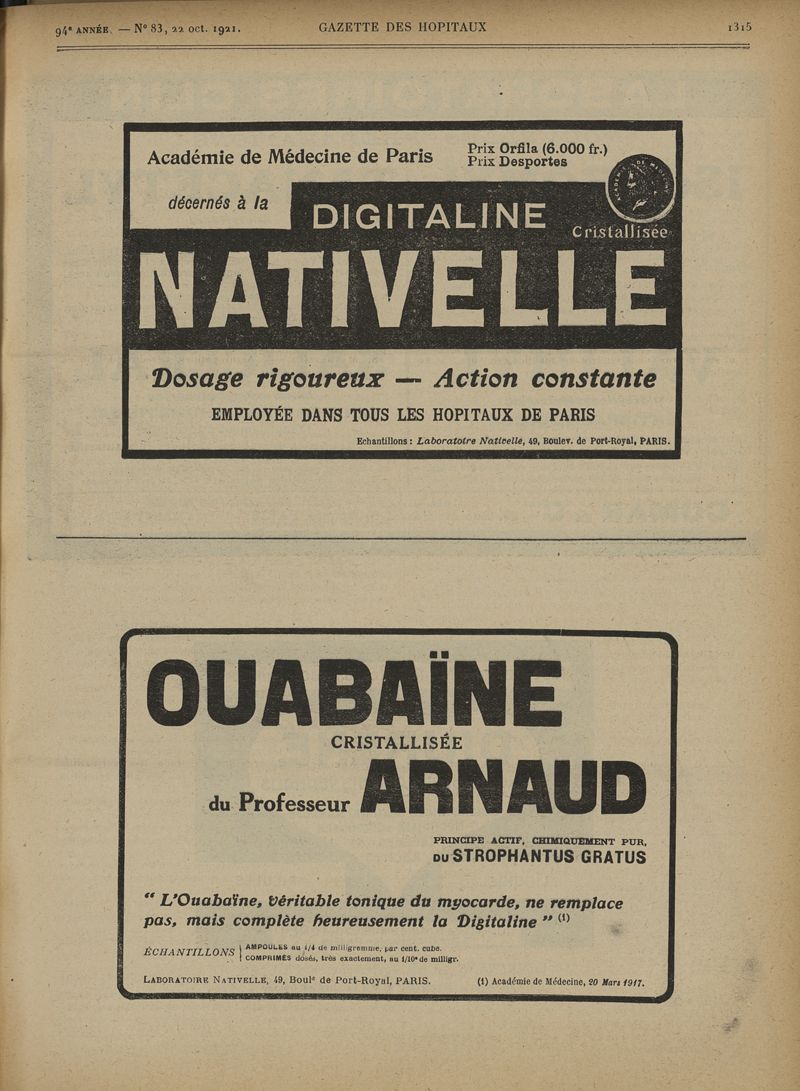 94e ANNÉE. — N° 83, 22 oct. 1921.
GAZETTE DES HOPITAUX
1315
Académie de Médecine de Paris
Prix Orfila (6.000 fr.)
Prix Desportes
décernés à la
DIGITALINE
Cristallisée
NATIVELLE
Dosage rigoureux — Action constante
EMPLOYÉE DANS TOUS LES HOPITAUX DE PARIS
Echantillons : Laboratoire Nativelle, 49, Boulev. de Port-Royal, PARIS.
OUABAÏNE
CRISTALLISÉE
du Professeur ARNAUD
PRINCIPE ACTIF, CHIMIQUEMENT PUR,
DU STROPHANTUS GRATUS
“ L'Ouabaïne, véritable tonique du myocarde, ne remplace
pas, mais complète heureusement la Digitaline ” (1)
ÉCHANTILLONS
AMPOULES au 1/4 de milligramme, par cent. cube.
COMPRIMÉS dosés, très exactement, au 1/10e de milligr.
LABORATOIRE NATIVELLE, 49, Boule de Port-Royal, PARIS.
(1) Académie de Médecine, 20 Mars 1917.